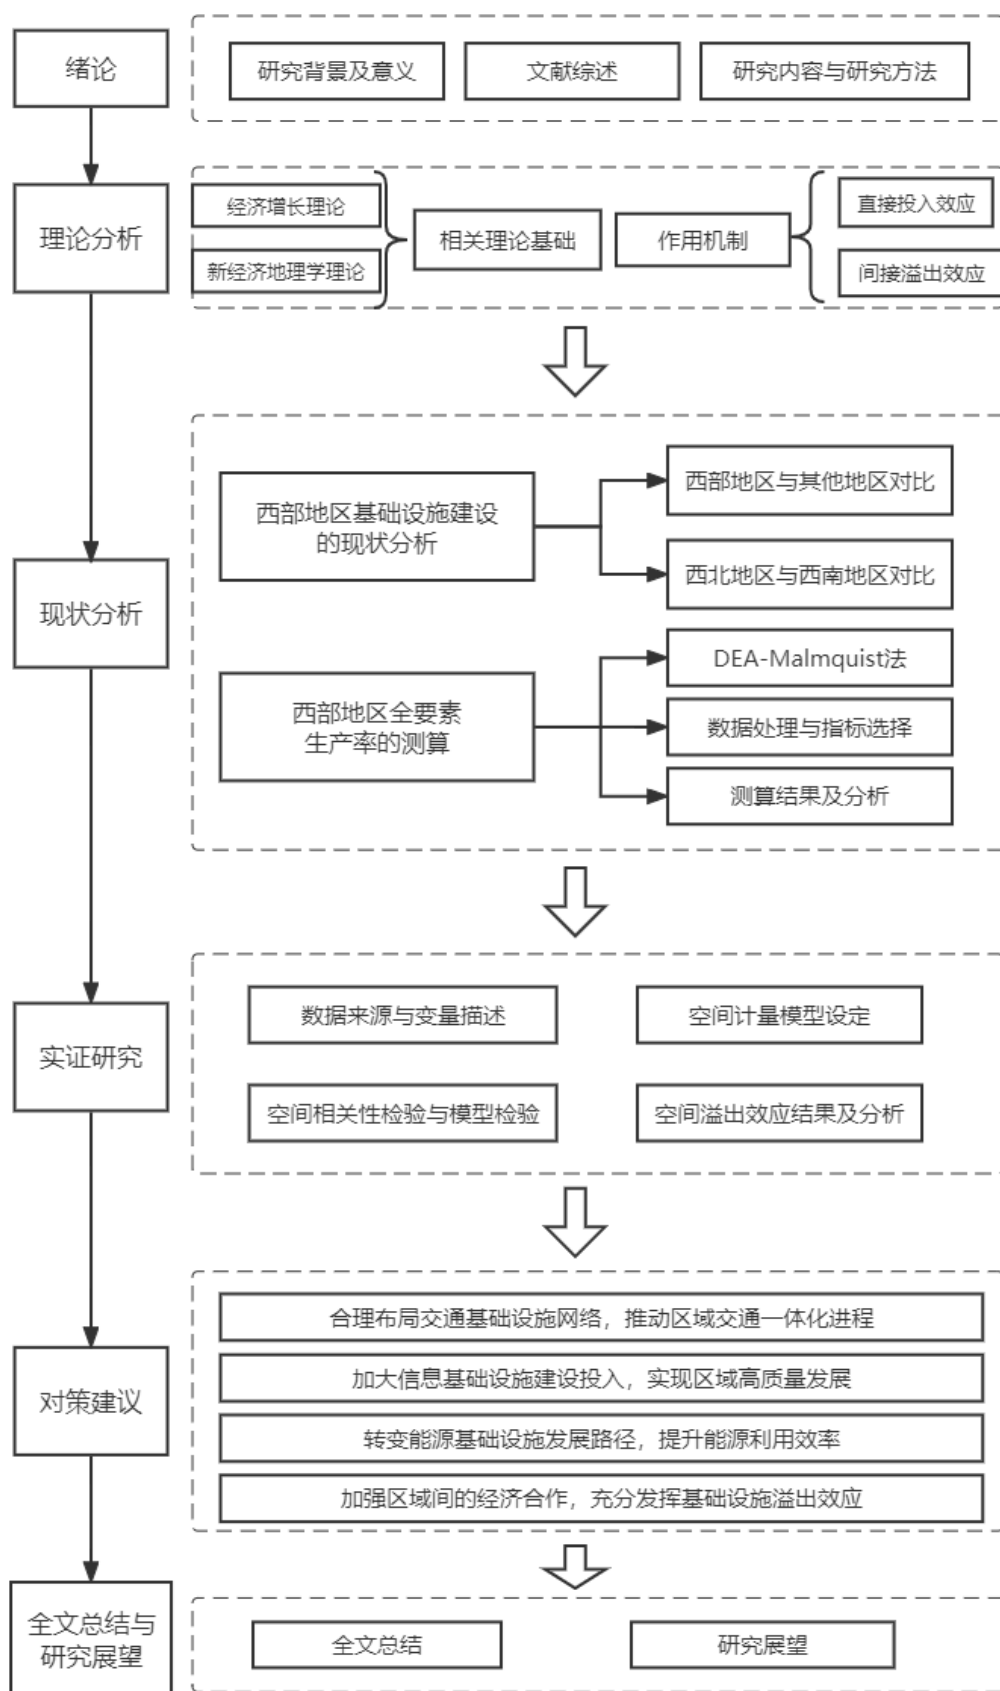 绪论
研究背景及意义
文献综述
研究内容与研究方法
理论分析
经济增长理论
新经济地理学理论
相关理论基础
作用机制
直接投入效应
间接溢出效应
现状分析
西部地区基础设施建设
的现状分析
西部地区与其他地区对比
西北地区与西南地区对比
西部地区全要素
生产率的测算
DEA-Malmquist法
数据处理与指标选择
测算结果及分析
实证研究
数据来源与变量描述
空间计量模型设定
空间相关性检验与模型检验
空间溢出效应结果及分析
对策建议
合理布局交通基础设施网络，推动区域交通一体化进程
加大信息基础设施建设投入，实现区域高质量发展
转变能源基础设施发展路径，提升能源利用效率
加强区域间的经济合作，充分发挥基础设施溢出效应
全文总结与
研究展望
全文总结
研究展望